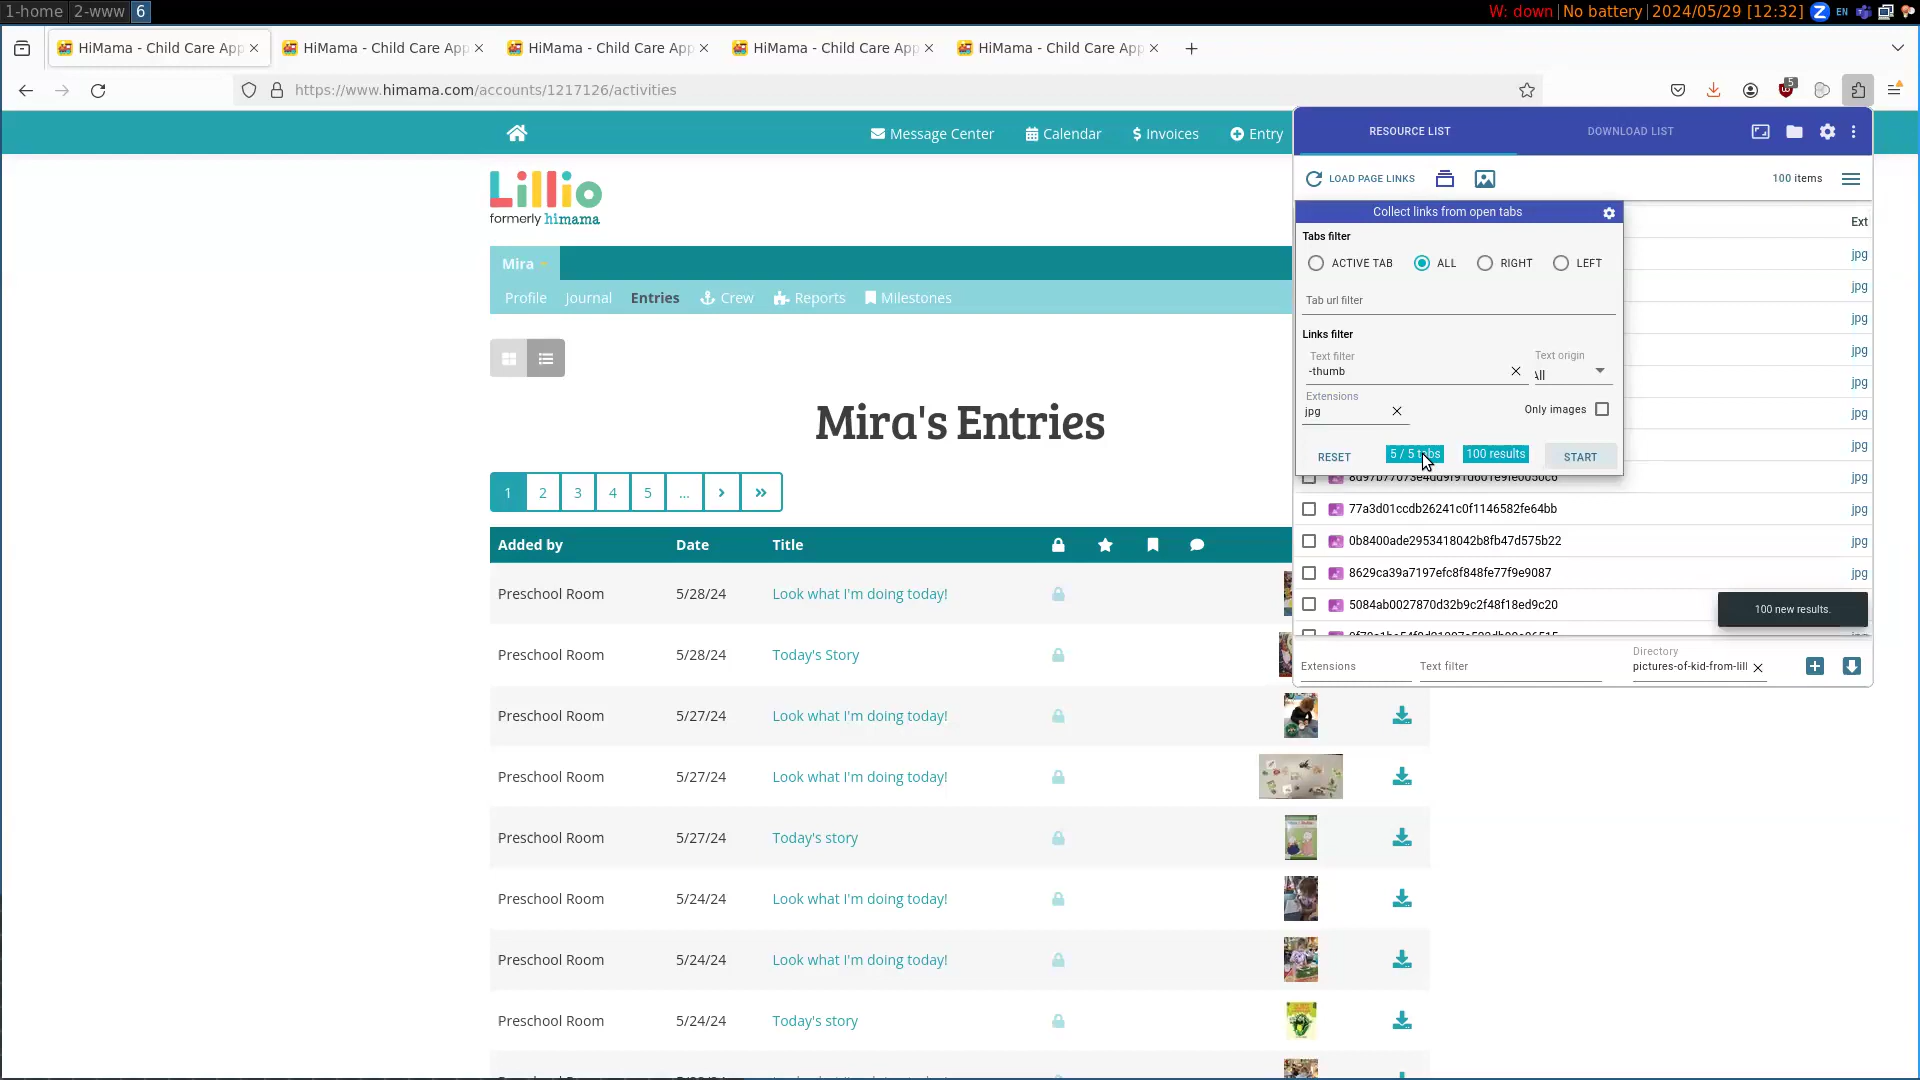 1-home 2-www 6
W: down No battery 2024/05/29 [12:32] Z EN
HiMama - Child Care App HiMama - Child Care App HiMama - Child Care App HiMama - Child Care App HiMama - Child Care App
https://www.himama.com/accounts/1217126/activities
5
Message Center Calendar Invoices Entry
Lillio
formerly himama
Mira
Profile Journal Entries Crew Reports Milestones
Mira's Entries
1 2 3 4 5 ... › »
Added by Date Title
Preschool Room 5/28/24 Look what I'm doing today!
Preschool Room 5/28/24 Today's Story
Preschool Room 5/27/24 Look what I'm doing today!
Preschool Room 5/27/24 Look what I'm doing today!
Preschool Room 5/27/24 Today's story
Preschool Room 5/24/24 Look what I'm doing today!
Preschool Room 5/24/24 Look what I'm doing today!
Preschool Room 5/24/24 Today's story
RESOURCE LIST DOWNLOAD LIST
LOAD PAGE LINKS 100 items
Ext
Collect links from open tabs
Tabs filter
ACTIVE TAB ALL RIGHT LEFT
Tab url filter
Links filter
Text filter Text origin
-thumb All
Extensions
jpg Only images
RESET 5 / 5 tabs 100 results START
jpg
jpg
jpg
jpg
jpg
jpg
jpg
jpg
77a3d01ccdb26241c0f1146582fe64bb jpg
0b8400ade2953418042b8fb47d575b22 jpg
8629ca39a7197efc8f848fe77f9e9087 jpg
5084ab0027870d32b9c2f48f18ed9c20
100 new results.
Extensions Text filter Directory
pictures-of-kid-from-lill